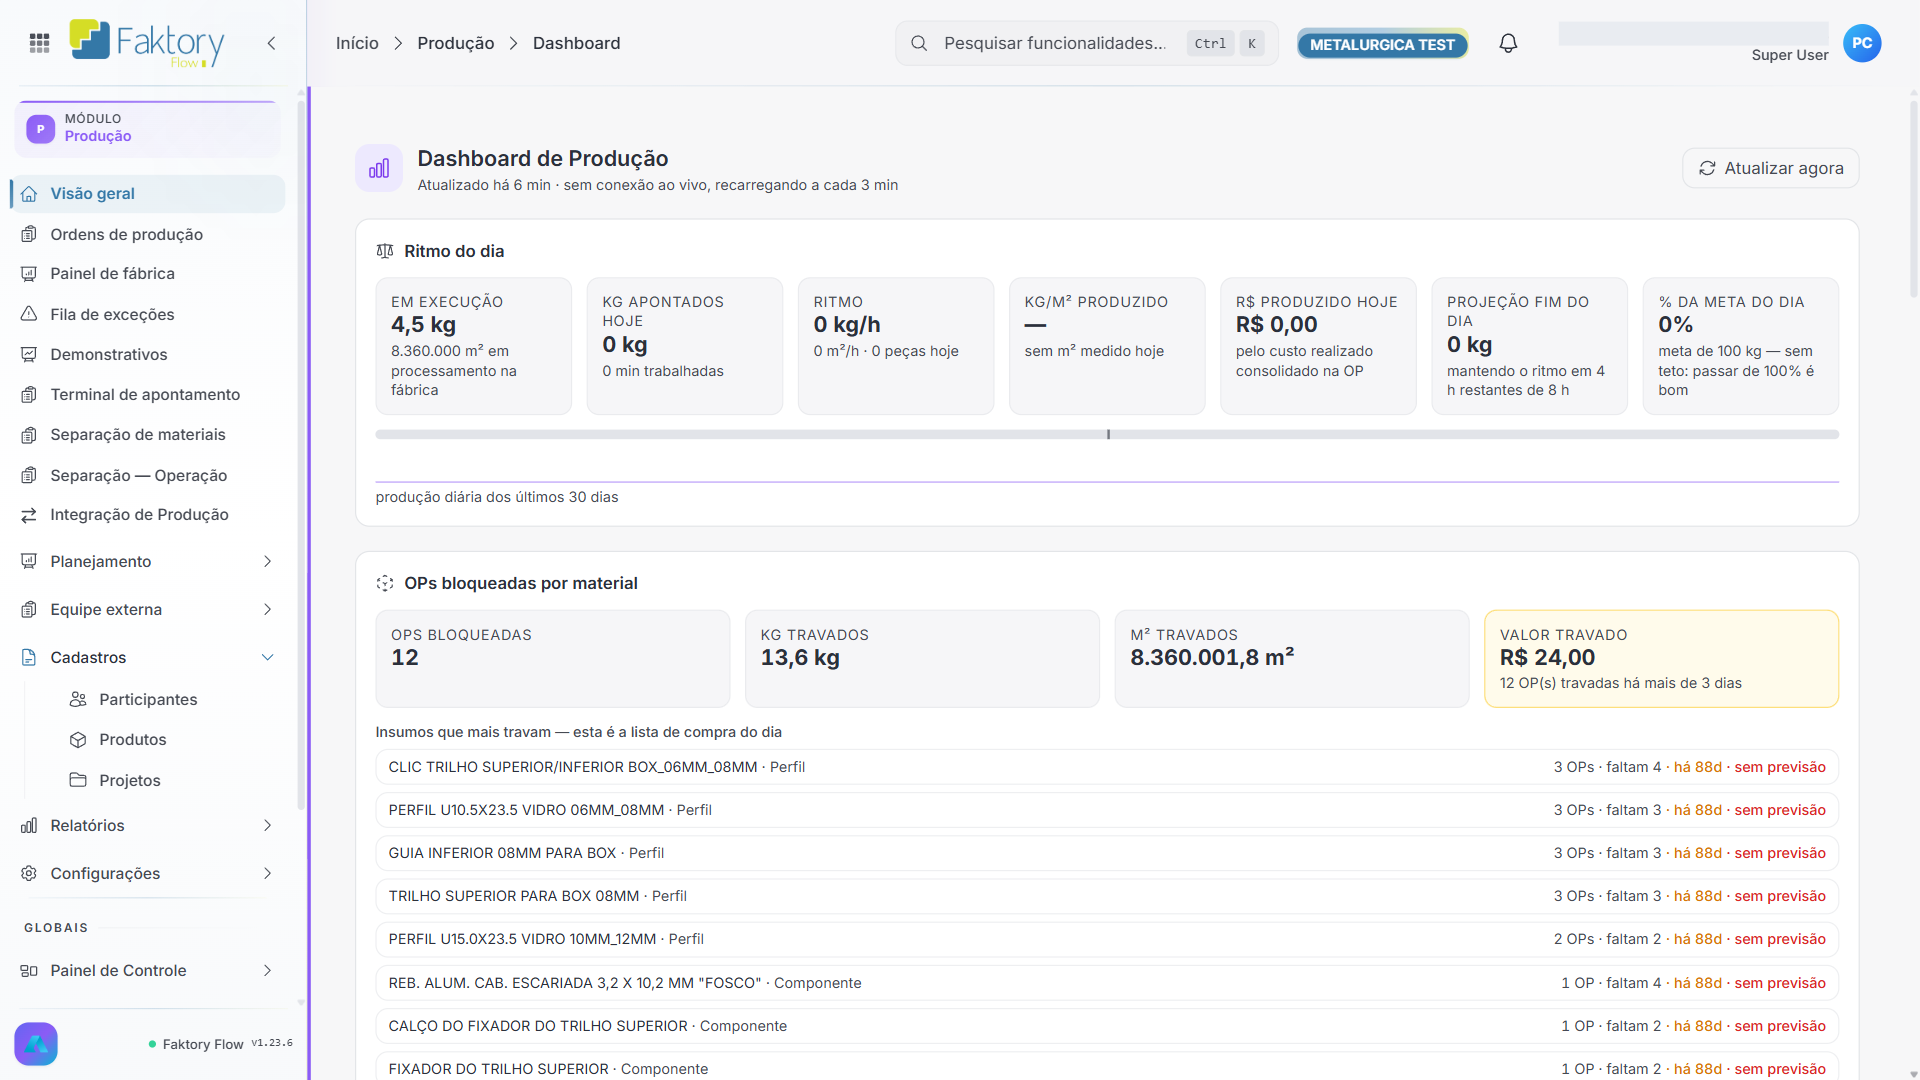 Faktory
Flow
Início
Produção
Dashboard
Pesquisar funcionalidades...
Ctrl
K
METALURGICA TEST
Super User
PC
P
MÓDULO
Produção
Visão geral
Ordens de produção
Painel de fábrica
Fila de exceções
Demonstrativos
Terminal de apontamento
Separação de materiais
Separação — Operação
Integração de Produção
Planejamento
Equipe externa
Cadastros
Participantes
Produtos
Projetos
Relatórios
Configurações
GLOBAIS
Painel de Controle
Faktory Flow v1.23.6
Dashboard de Produção
Atualizado há 6 min · sem conexão ao vivo, recarregando a cada 3 min
Atualizar agora
Ritmo do dia
EM EXECUÇÃO
4,5 kg
8.360.000 m² em
processamento na
fábrica
KG APONTADOS
HOJE
0 kg
0 min trabalhadas
RITMO
0 kg/h
0 m²/h · 0 peças hoje
KG/M² PRODUZIDO
—
sem m² medido hoje
R$ PRODUZIDO HOJE
R$ 0,00
pelo custo realizado
consolidado na OP
PROJEÇÃO FIM DO
DIA
0 kg
mantendo o ritmo em 4
h restantes de 8 h
% DA META DO DIA
0%
meta de 100 kg — sem
teto: passar de 100% é
bom
produção diária dos últimos 30 dias
OPs bloqueadas por material
OPS BLOQUEADAS
12
KG TRAVADOS
13,6 kg
M² TRAVADOS
8.360.001,8 m²
VALOR TRAVADO
R$ 24,00
12 OP(s) travadas há mais de 3 dias
Insumos que mais travam — esta é a lista de compra do dia
CLIC TRILHO SUPERIOR/INFERIOR BOX_06MM_08MM · Perfil
3 OPs · faltam 4 · há 88d · sem previsão
PERFIL U10.5X23.5 VIDRO 06MM_08MM · Perfil
3 OPs · faltam 3 · há 88d · sem previsão
GUIA INFERIOR 08MM PARA BOX · Perfil
3 OPs · faltam 3 · há 88d · sem previsão
TRILHO SUPERIOR PARA BOX 08MM · Perfil
3 OPs · faltam 3 · há 88d · sem previsão
PERFIL U15.0X23.5 VIDRO 10MM_12MM · Perfil
2 OPs · faltam 2 · há 88d · sem previsão
REB. ALUM. CAB. ESCARIADA 3,2 X 10,2 MM "FOSCO" · Componente
1 OP · faltam 4 · há 88d · sem previsão
CALÇO DO FIXADOR DO TRILHO SUPERIOR · Componente
1 OP · faltam 2 · há 88d · sem previsão
FIXADOR DO TRILHO SUPERIOR · Componente
1 OP · faltam 2 · há 88d · sem previsão